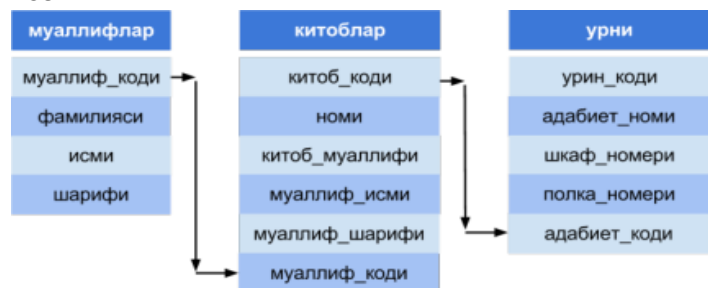 муаллифлар
муаллиф_коди
фамилияси
исми
шарифи
китоблар
китоб_коди
номи
китоб_муаллифи
муаллиф_исми
муаллиф_шарифи
муаллиф_коди
урни
урин_коди
адабиет_номи
шкаф_номери
полка_номери
адабиет_коди